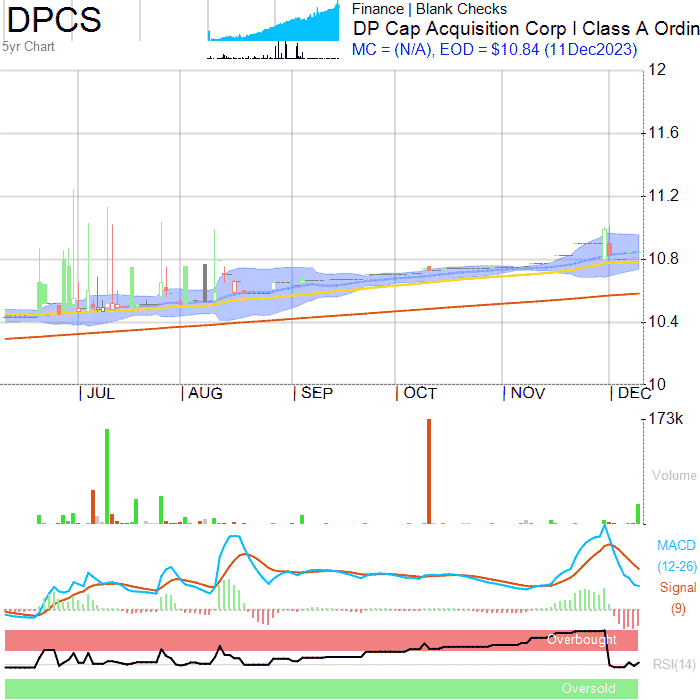 DPCS
5yr Chart
Finance | Blank Checks
DP Cap Acquisition Corp I Class A Ordin
MC = (N/A), EOD = $10.84 (11Dec2023)
12
11.6
11.2
10.8
10.4
10
JUL
AUG
SEP
OCT
NOV
DEC
173k
Volume
MACD
(12-26)
Signal
(9)
Overbought
RSI(14)
Oversold